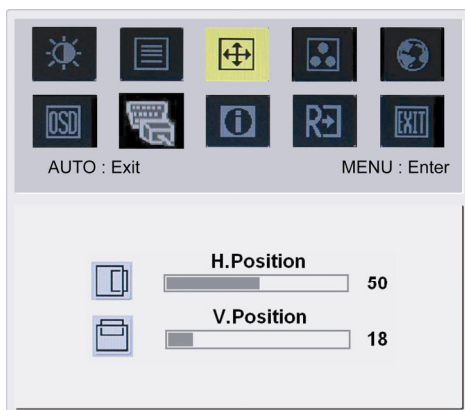 OSD
R
EXIT
AUTO : Exit
MENU : Enter
H.Position
50
V.Position
18